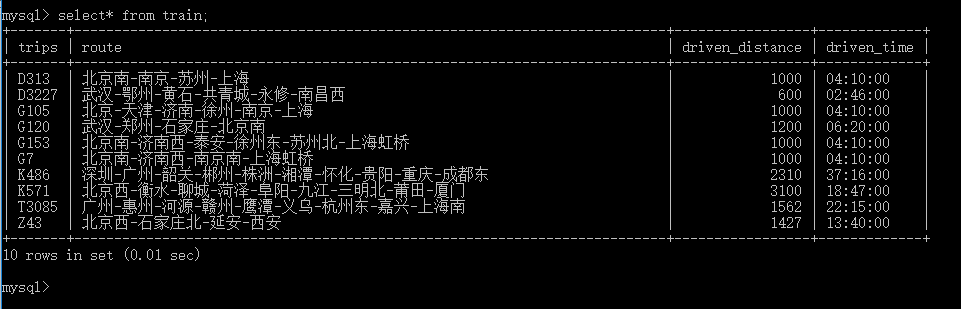 mysql> select* from train;
| trips | route | driven_distance | driven_time |
| D313 | 北京南-南京-苏州-上海 | 1000 | 04:10:00 |
| D3227 | 武汉-鄂州-黄石-共青城-永修-南昌西 | 600 | 02:46:00 |
| G105 | 北京-天津-济南-徐州-南京-上海 | 1000 | 04:10:00 |
| G120 | 武汉-郑州-石家庄-北京南 | 1200 | 06:20:00 |
| G153 | 北京南-济南西-泰安-徐州东-苏州北-上海虹桥 | 1000 | 04:10:00 |
| G7 | 北京南-济南西-南京南-上海虹桥 | 1000 | 04:10:00 |
| K486 | 深圳-广州-韶关-郴州-株洲-湘潭-怀化-贵阳-重庆-成都东 | 2310 | 37:16:00 |
| K571 | 北京西-衡水-聊城-菏泽-阜阳-九江-三明北-莆田-厦门 | 3100 | 18:47:00 |
| T3085 | 广州-惠州-河源-赣州-鹰潭-义乌-杭州东-嘉兴-上海南 | 1562 | 22:15:00 |
| Z43 | 北京西-石家庄北-延安-西安 | 1427 | 13:40:00 |
10 rows in set (0.01 sec)
mysql>